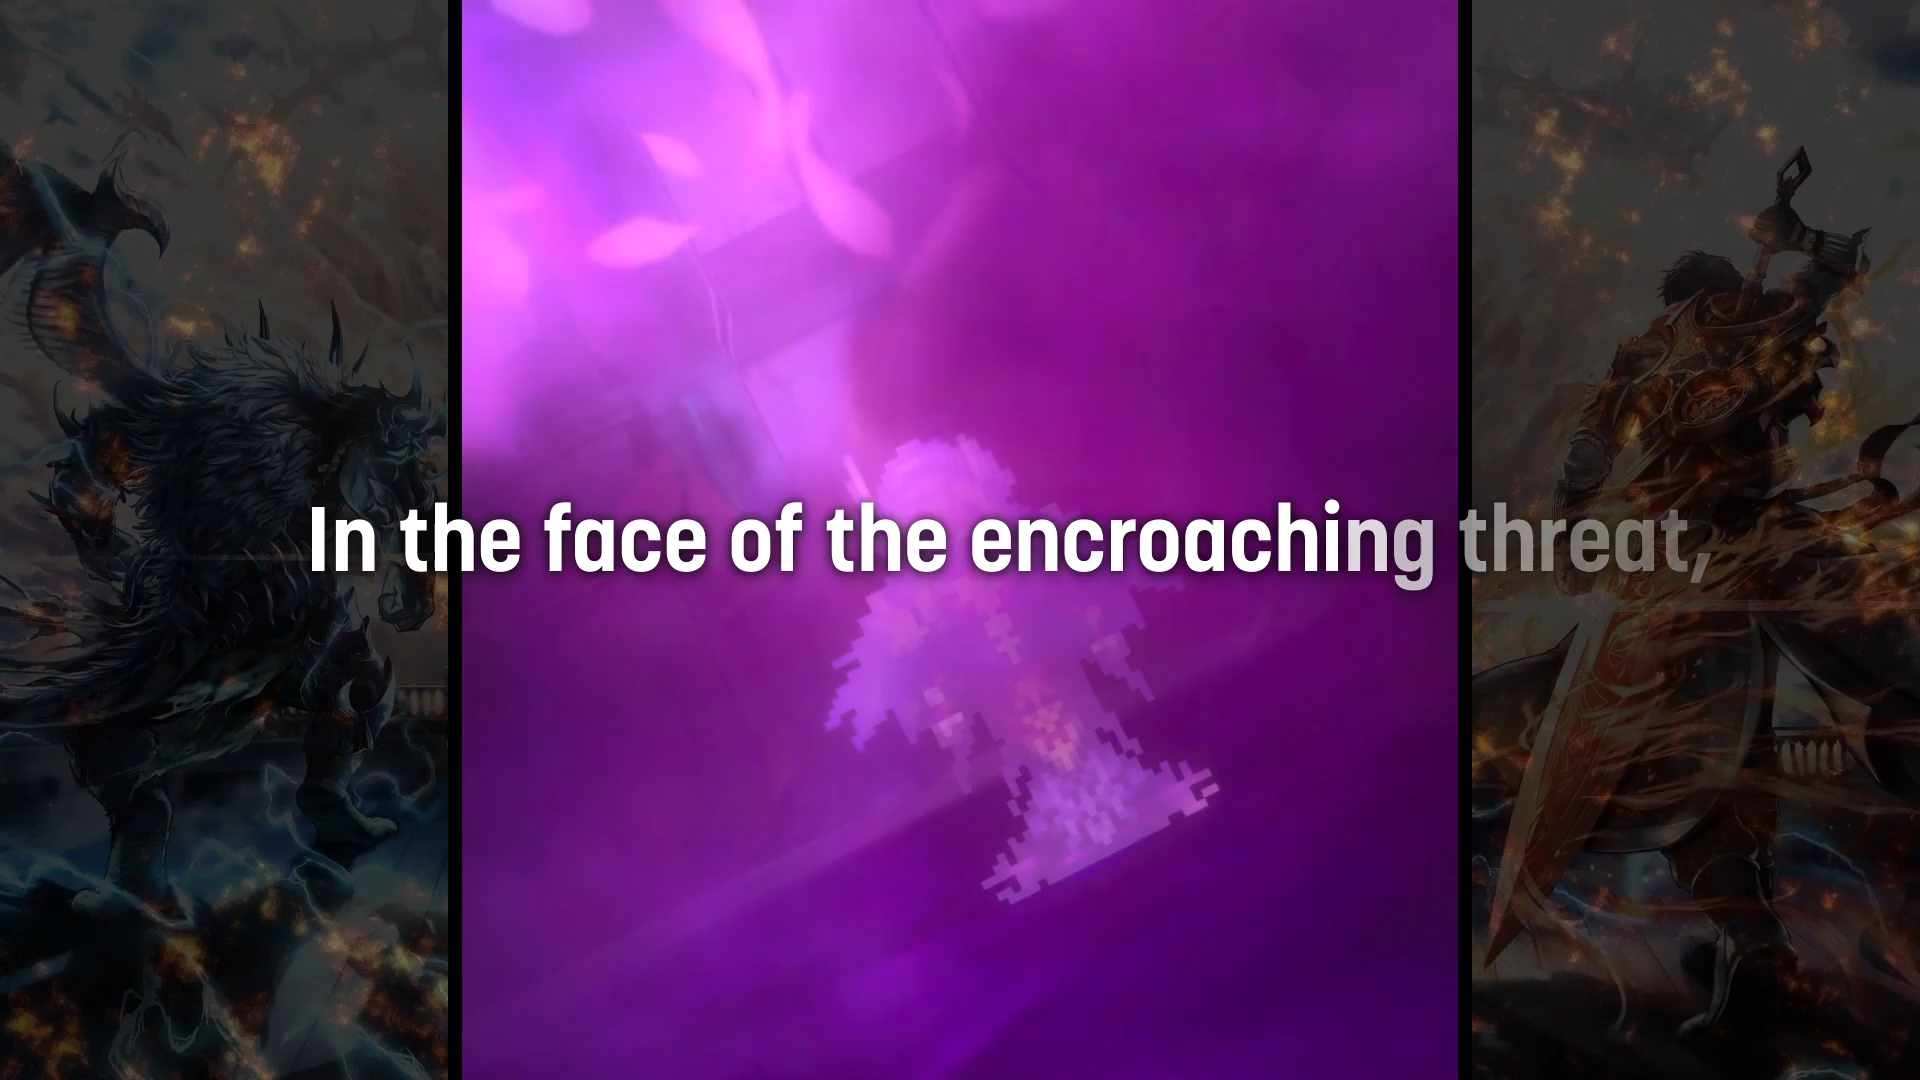 In the face of the encroaching threat,